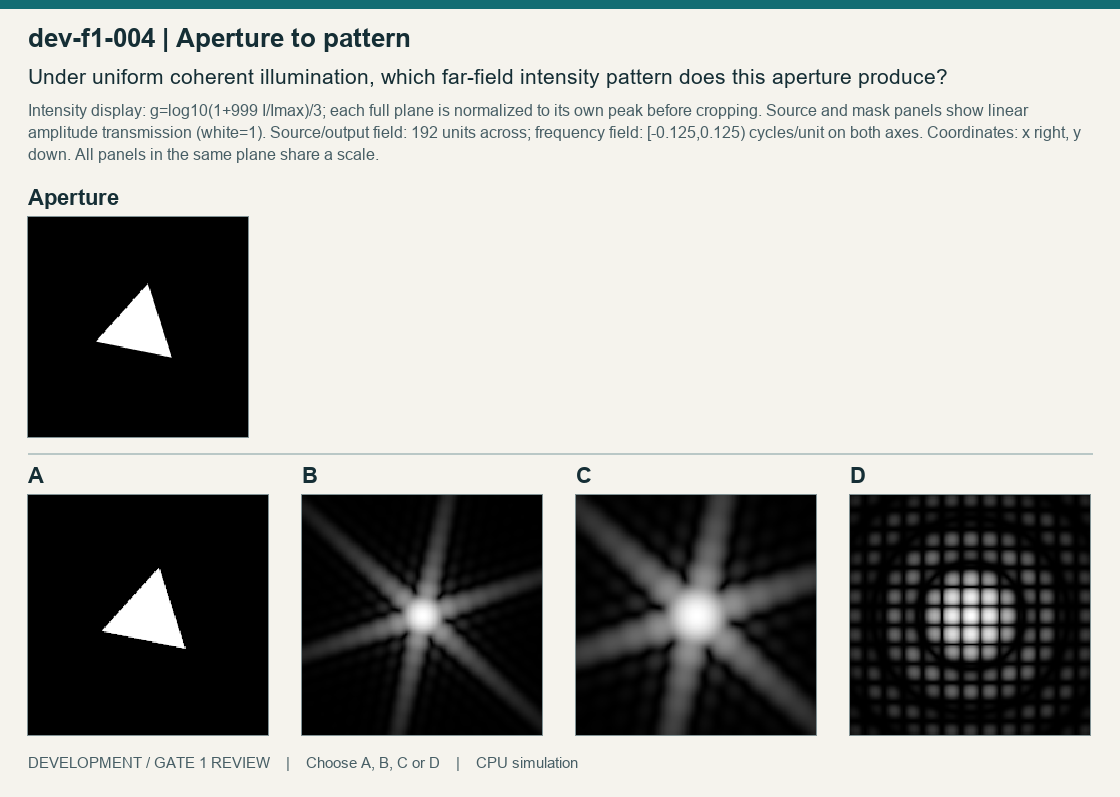 dev-f1-004 | Aperture to pattern
Under uniform coherent illumination, which far-field intensity pattern does this aperture produce?
Intensity display: g=log10(1+999 I/Imax)/3; each full plane is normalized to its own peak before cropping. Source and mask panels show linear
amplitude transmission (white=1). Source/output field: 192 units across; frequency field: [-0.125,0.125) cycles/unit on both axes. Coordinates: x right, y
down. All panels in the same plane share a scale.
Aperture
A B C D
DEVELOPMENT / GATE 1 REVIEW | Choose A, B, C or D | CPU simulation